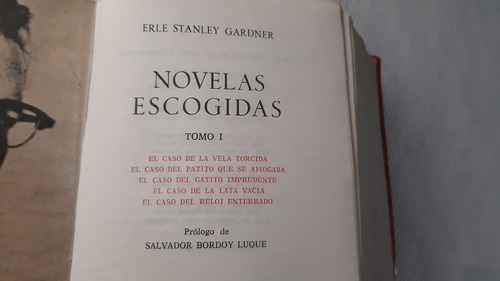 ERLE STANLEY GARDNER
NOVELAS
ESCOGIDAS
TOMO I
EL CASO DE LA VELA TORCIDA
EL CASO DEL PATITO QUE SE AHOGABA
EL CASO DEL GATITO IMPRUDENTE
EL CASO DE LA LATA VACIA
EL CASO DEL RELOJ ENTERRADO
Prólogo de
SALVADOR BORDOY LUQUE